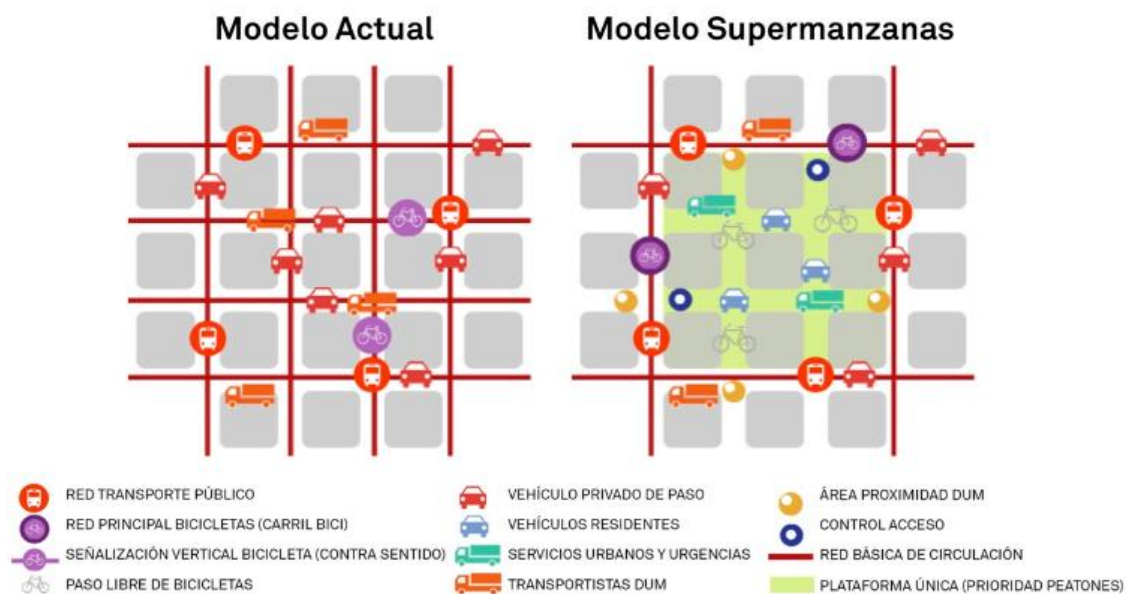 Modelo Actual
Modelo Supermanzanas
RED TRANSPORTE PÚBLICO
RED PRINCIPAL BICICLETAS (CARRIL BICI)
SEÑALIZACIÓN VERTICAL BICICLETA (CONTRA SENTIDO)
PASO LIBRE DE BICICLETAS
VEHÍCULO PRIVADO DE PASO
VEHÍCULOS RESIDENTES
SERVICIOS URBANOS Y URGENCIAS
TRANSPORTISTAS DUM
ÁREA PROXIMIDAD DUM
CONTROL ACCESO
RED BÁSICA DE CIRCULACIÓN
PLATAFORMA ÚNICA (PRIORIDAD PEATONES)